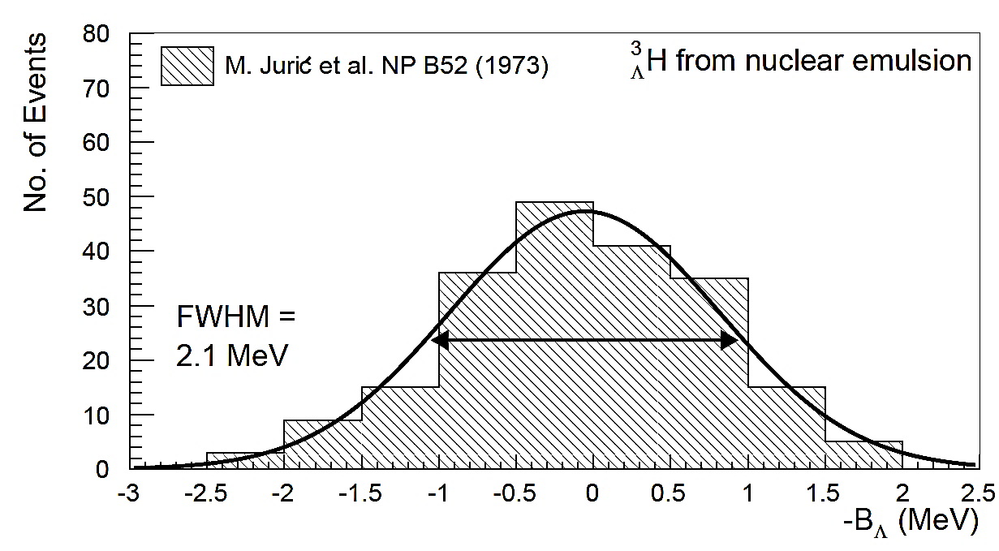 80
70
60
50
40
30
20
10
0
No. of Events
M. Jurić et al. NP B52 (1973)
³ΛH from nuclear emulsion
FWHM =
2.1 MeV
-3 -2.5 -2 -1.5 -1 -0.5 0 0.5 1 1.5 2 2.5
-BΛ (MeV)